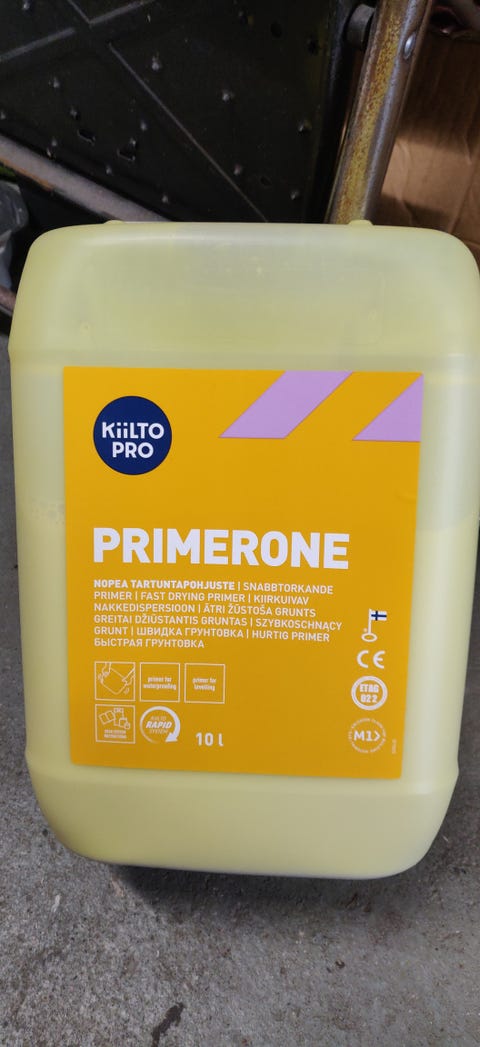 KiiLTO
PRO
PRIMERONE
NOPEA TARTUNTAPOHJUSTE | SNABBTORKANDE
PRIMER | FAST DRYING PRIMER | KIIRKUIVAV
NAKKEDISPERSIOON | ĀTRI ŽŪSTOŠA GRUNTS
GREITAI DŽIŪSTANTIS GRUNTAS | SZYBKOSCHNĄCY
GRUNT | ШВИДКА ГРУНТОВКА | HURTIG PRIMER
БЫСТРАЯ ГРУНТОВКА
primer for
waterproofing
primer for
levelling
KIILTO
RAPID
SYSTEM
10 l
CE
ETAG
022
M1